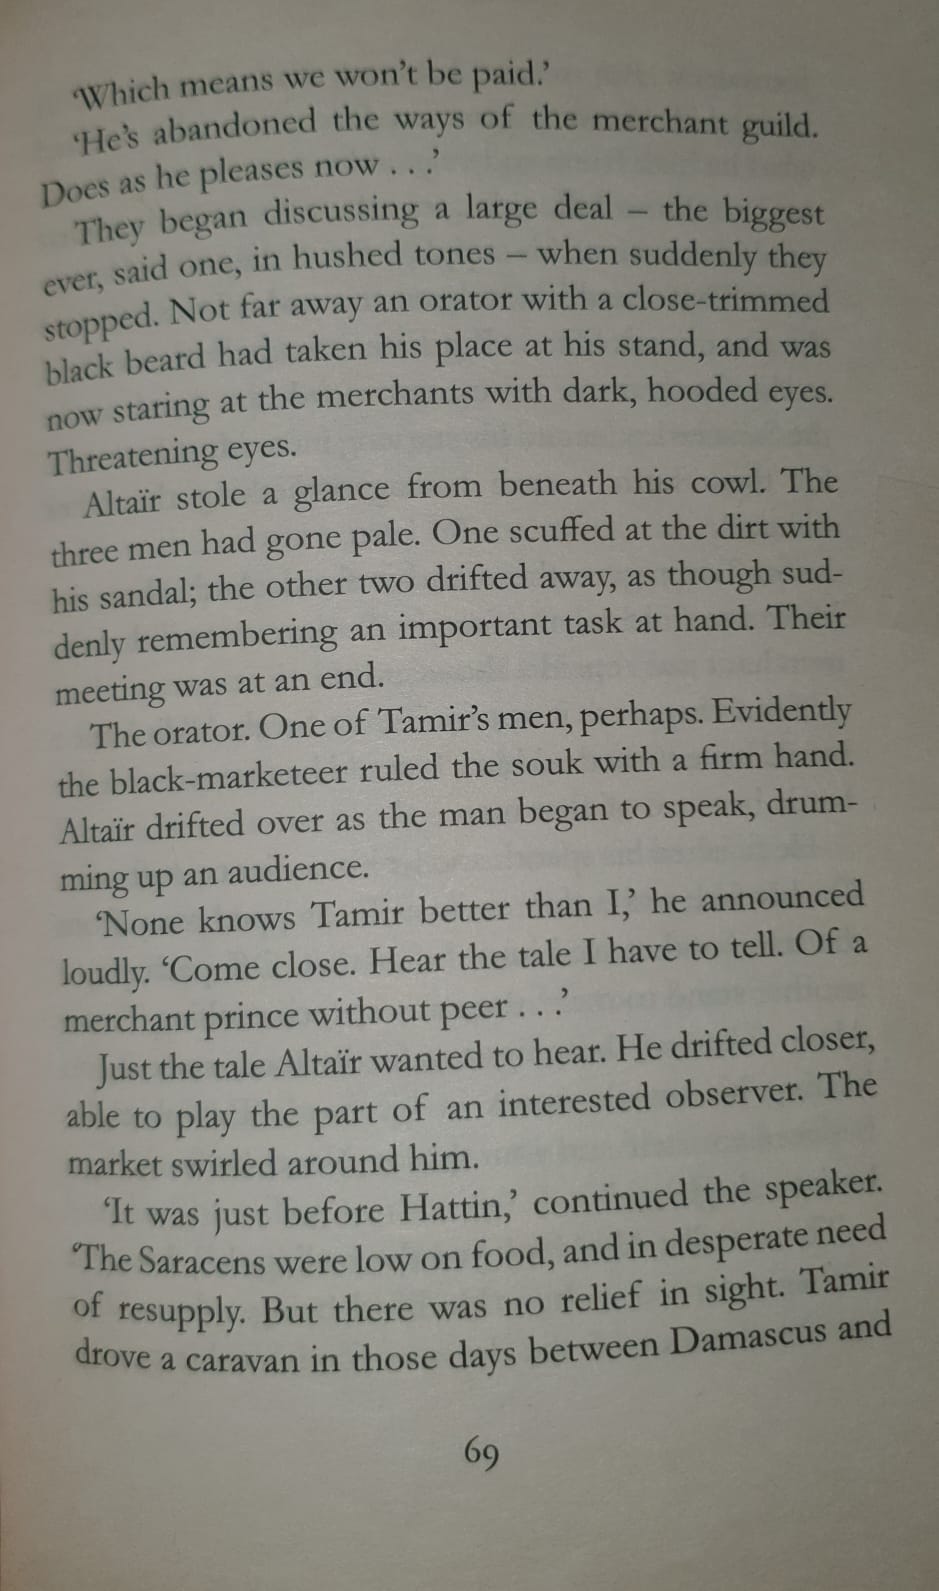 ‘Which means we won’t be paid.’
‘He’s abandoned the ways of the merchant guild.
Does as he pleases now . . .’
They began discussing a large deal – the biggest
ever, said one, in hushed tones – when suddenly they
stopped. Not far away an orator with a close-trimmed
black beard had taken his place at his stand, and was
now staring at the merchants with dark, hooded eyes.
Threatening eyes.
Altaïr stole a glance from beneath his cowl. The
three men had gone pale. One scuffed at the dirt with
his sandal; the other two drifted away, as though sud-
denly remembering an important task at hand. Their
meeting was at an end.
The orator. One of Tamir’s men, perhaps. Evidently
the black-marketeer ruled the souk with a firm hand.
Altaïr drifted over as the man began to speak, drum-
ming up an audience.
‘None knows Tamir better than I,’ he announced
loudly. ‘Come close. Hear the tale I have to tell. Of a
merchant prince without peer . . .’
Just the tale Altaïr wanted to hear. He drifted closer,
able to play the part of an interested observer. The
market swirled around him.
‘It was just before Hattin,’ continued the speaker.
‘The Saracens were low on food, and in desperate need
of resupply. But there was no relief in sight. Tamir
drove a caravan in those days between Damascus and
69